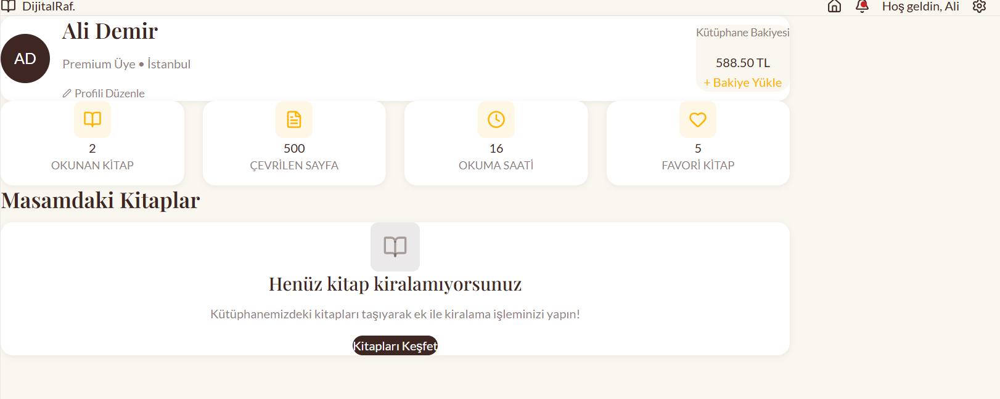 DijitalRaf.
Hoş geldin, Ali
Ali Demir
Premium Üye • İstanbul
Profili Düzenle
AD
Kütüphane Bakiyesi
588.50 TL
+ Bakiye Yükle
2
OKUNAN KİTAP
500
ÇEVRİLEN SAYFA
16
OKUMA SAATİ
5
FAVORİ KİTAP
Masamdaki Kitaplar
Henüz kitap kiralamıyorsunuz
Kütüphanemizdeki kitapları taşıyarak ek ile kiralama işleminizi yapın!
Kitapları Keşfet